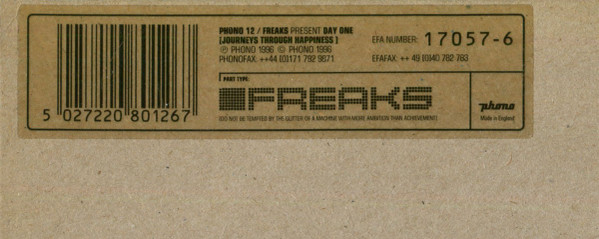 PHONO 12 / FREAKS PRESENT DAY ONE
[JOURNEYS THROUGH HAPPINESS]
℗ PHONO 1996 © PHONO 1996
PHONOFAX: ++44 [0]171 792 9871
EFA NUMBER: 17057-6
EFAFAX: ++ 49 [0]40 782 783
PART TYPE:
FREAKS
[DO NOT BE TEMPTED BY THE GLITTER OF A MACHINE WITH MORE AMBITION THAN ACHIEVEMENT]
phono
Made in England
5 027220 801267